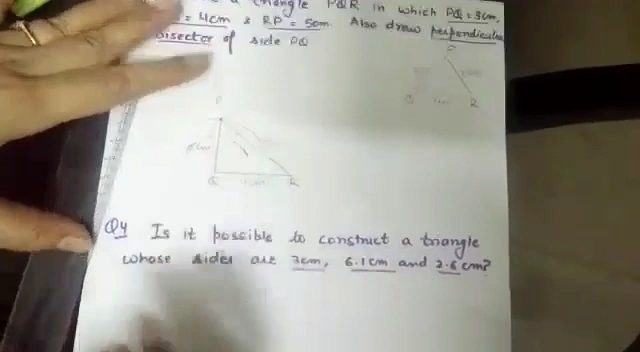 a triangle PQR in which PQ = 3cm,
= 4cm & RP = 5cm. Also draw perpendicular
bisector of side PQ
P
Q R
P
Q R
Q4 Is it possible to construct a triangle
whose sides are 3cm, 6.1cm and 2.6cm?